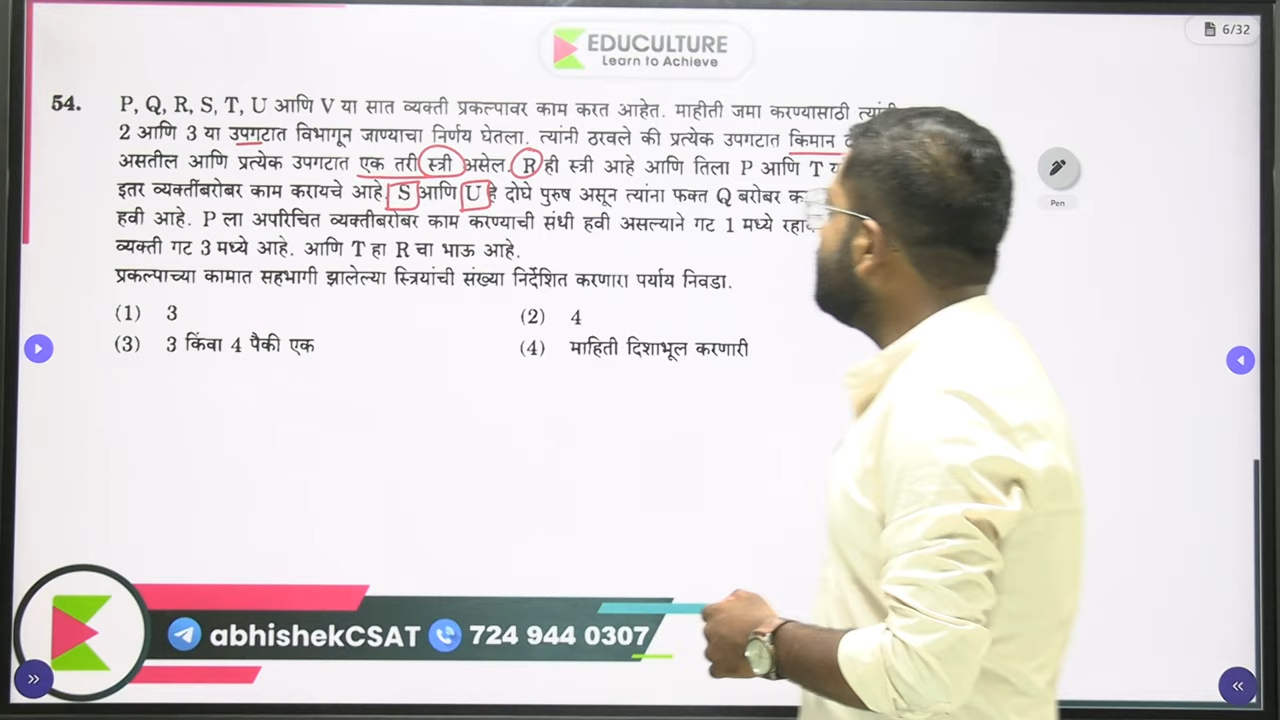 6/32
EDUCULTURE
Learn to Achieve
54. P, Q, R, S, T, U आणि V या सात व्यक्ती प्रकल्पावर काम करत आहेत. माहीती जमा करण्यासाठी
2 आणि 3 या उपगटात विभागून जाण्याचा निर्णय घेतला. त्यांनी ठरवले की प्रत्येक उपगटात किमान
असतील आणि प्रत्येक उपगटात एक तरी स्त्री असेल. R ही स्त्री आहे आणि तिला P आणि T
इतर व्यक्तींबरोबर काम करायचे आहे. S आणि U हे दोघे पुरुष असून त्यांना फक्त Q बरोबर
हवी आहे. P ला अपरिचित व्यक्तीबरोबर काम करण्याची संधी हवी असल्याने गट 1 मध्ये
व्यक्ती गट 3 मध्ये आहे. आणि T हा R चा भाऊ आहे.
प्रकल्पाच्या कामात सहभागी झालेल्या स्त्रियांची संख्या निर्देशित करणारा पर्याय निवडा.
(1) 3 (2) 4
(3) 3 किंवा 4 पैकी एक (4) माहिती दिशाभूल करणारी
Pen
abhishekCSAT 724 944 0307